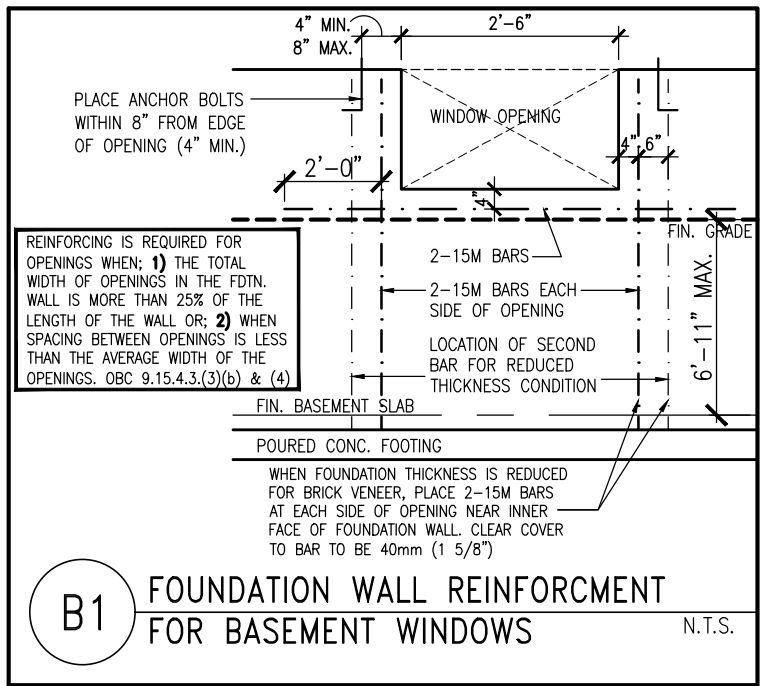 4" MIN.
8" MAX.
2'-6"
PLACE ANCHOR BOLTS
WITHIN 8" FROM EDGE
OF OPENING (4" MIN.)
WINDOW OPENING
4" 6"
2'-0"
4"
FIN. GRADE
REINFORCING IS REQUIRED FOR
OPENINGS WHEN; 1) THE TOTAL
WIDTH OF OPENINGS IN THE FDTN.
WALL IS MORE THAN 25% OF THE
LENGTH OF THE WALL OR; 2) WHEN
SPACING BETWEEN OPENINGS IS LESS
THAN THE AVERAGE WIDTH OF THE
OPENINGS. OBC 9.15.4.3.(3)(b) & (4)
2-15M BARS
2-15M BARS EACH
SIDE OF OPENING
LOCATION OF SECOND
BAR FOR REDUCED
THICKNESS CONDITION
6'-11" MAX.
FIN. BASEMENT SLAB
POURED CONC. FOOTING
WHEN FOUNDATION THICKNESS IS REDUCED
FOR BRICK VENEER, PLACE 2-15M BARS
AT EACH SIDE OF OPENING NEAR INNER
FACE OF FOUNDATION WALL. CLEAR COVER
TO BAR TO BE 40mm (1 5/8")
B1
FOUNDATION WALL REINFORCMENT
FOR BASEMENT WINDOWS
N.T.S.